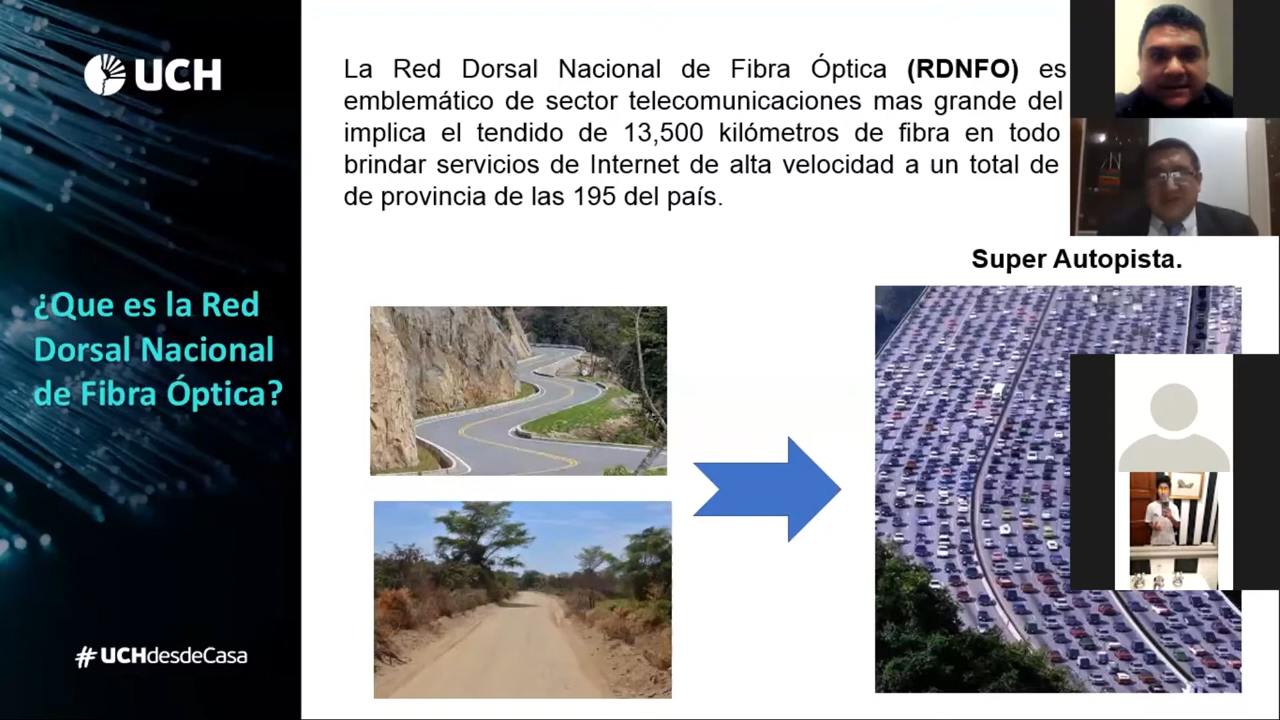 UCH
La Red Dorsal Nacional de Fibra Óptica (RDNFO) es
emblemático de sector telecomunicaciones mas grande del
implica el tendido de 13,500 kilómetros de fibra en todo
brindar servicios de Internet de alta velocidad a un total de
de provincia de las 195 del país.
Super Autopista.
¿Que es la Red
Dorsal Nacional
de Fibra Óptica?
#UCHdesdeCasa